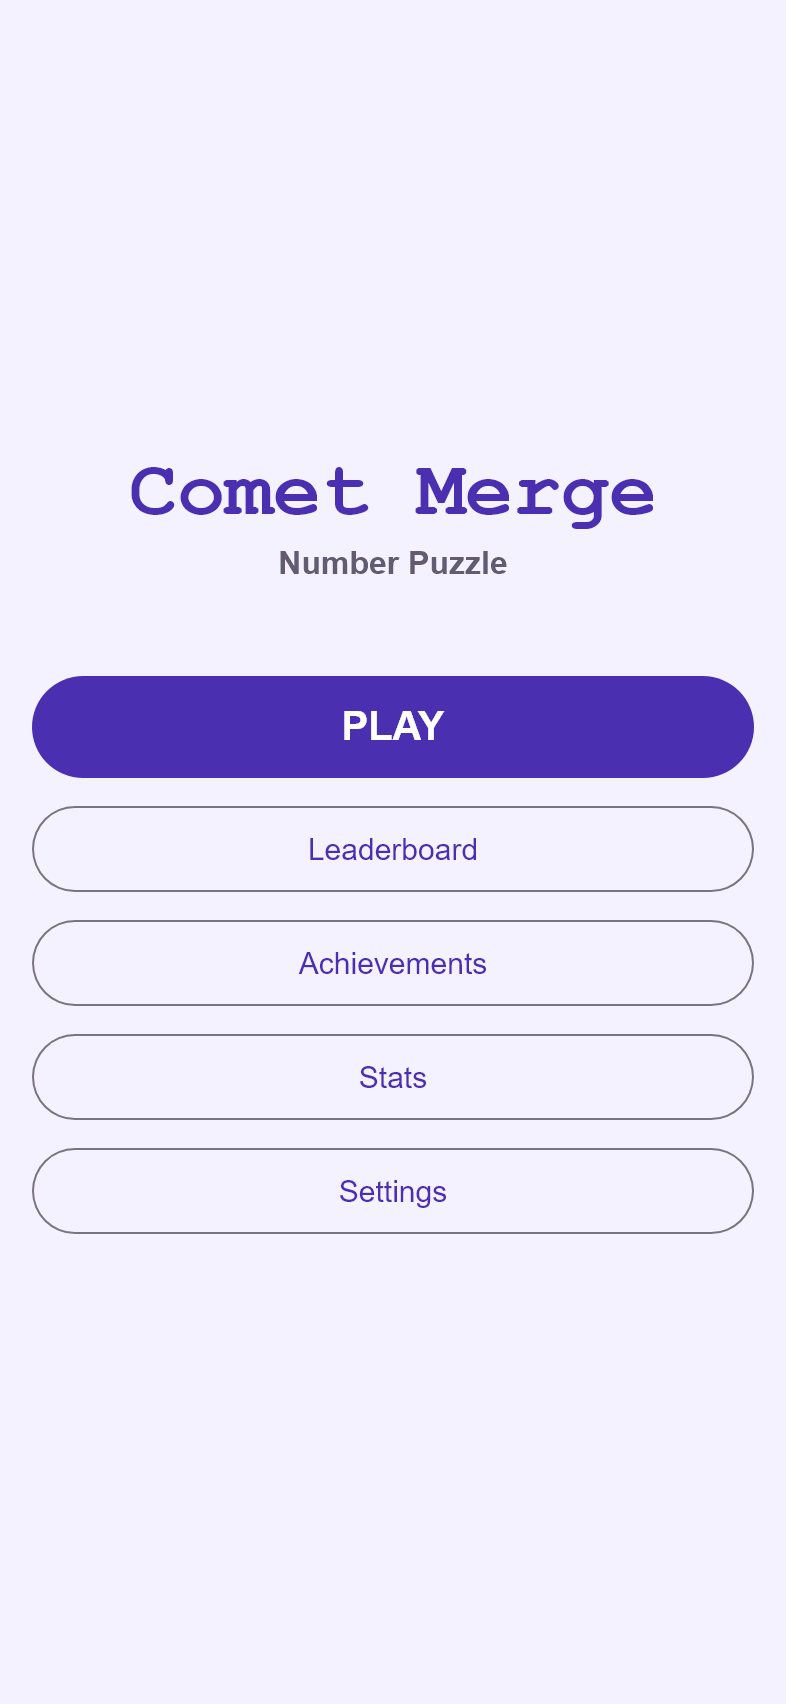 Comet Merge
Number Puzzle
PLAY
Leaderboard
Achievements
Stats
Settings